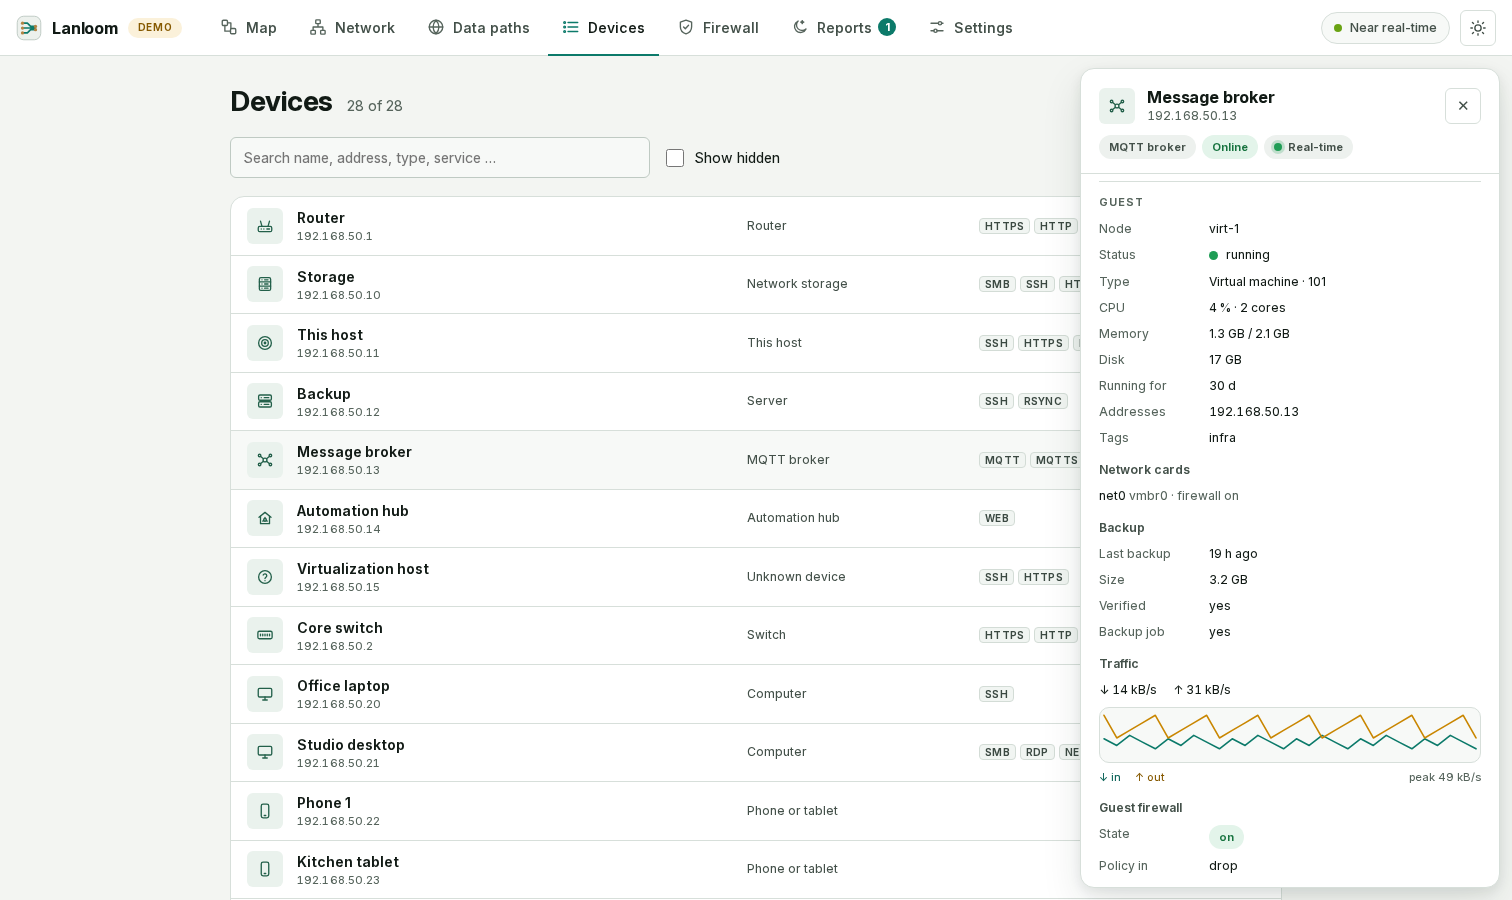 Lanloom DEMO Map Network Data paths Devices Firewall Reports 1 Settings Near real-time
Devices 28 of 28
Search name, address, type, service …
Show hidden
Router
192.168.50.1
Router
HTTPS HTTP
Storage
192.168.50.10
Network storage
SMB SSH HT
This host
192.168.50.11
This host
SSH HTTPS
Backup
192.168.50.12
Server
SSH RSYNC
Message broker
192.168.50.13
MQTT broker
MQTT MQTTS
Automation hub
192.168.50.14
Automation hub
WEB
Virtualization host
192.168.50.15
Unknown device
SSH HTTPS
Core switch
192.168.50.2
Switch
HTTPS HTTP
Office laptop
192.168.50.20
Computer
SSH
Studio desktop
192.168.50.21
Computer
SMB RDP NE
Phone 1
192.168.50.22
Phone or tablet
Kitchen tablet
192.168.50.23
Phone or tablet
Message broker
192.168.50.13
MQTT broker Online Real-time
GUEST
Node virt-1
Status running
Type Virtual machine · 101
CPU 4 % · 2 cores
Memory 1.3 GB / 2.1 GB
Disk 17 GB
Running for 30 d
Addresses 192.168.50.13
Tags infra
Network cards
net0 vmbr0 · firewall on
Backup
Last backup 19 h ago
Size 3.2 GB
Verified yes
Backup job yes
Traffic
↓ 14 kB/s ↑ 31 kB/s
↓ in ↑ out peak 49 kB/s
Guest firewall
State on
Policy in drop